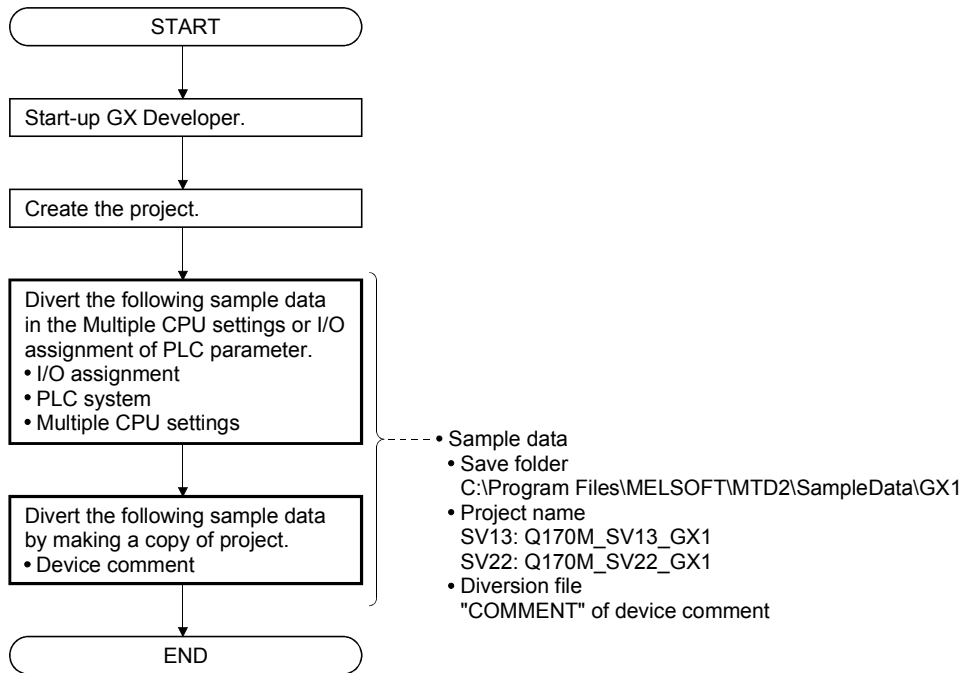 START
Start-up GX Developer.
Create the project.
Divert the following sample data
in the Multiple CPU settings or I/O
assignment of PLC parameter.
• I/O assignment
• PLC system
• Multiple CPU settings
Divert the following sample data
by making a copy of project.
• Device comment
END
• Sample data
• Save folder
C:\Program Files\MELSOFT\MTD2\SampleData\GX1
• Project name
SV13: Q170M_SV13_GX1
SV22: Q170M_SV22_GX1
• Diversion file
"COMMENT" of device comment